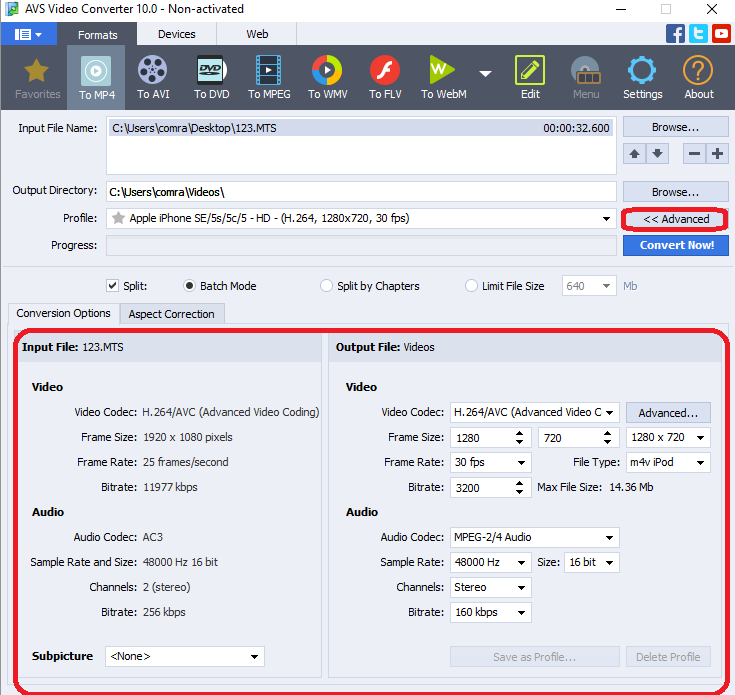 AVS Video Converter 10.0 - Non-activated
Formats Devices Web
Favorites To MP4 To AVI To DVD To MPEG To WMV To FLV To WebM Edit Menu Settings About
Input File Name: C:\Users\comra\Desktop\123.MTS 00:00:32.600 Browse...
Output Directory: C:\Users\comra\Videos\ Browse...
Profile: Apple iPhone SE/5s/5c/5 - HD - (H.264, 1280x720, 30 fps) << Advanced
Progress: Convert Now!
Split: Batch Mode Split by Chapters Limit File Size 640 Mb
Conversion Options Aspect Correction
Input File: 123.MTS
Video
Video Codec: H.264/AVC (Advanced Video Coding)
Frame Size: 1920 x 1080 pixels
Frame Rate: 25 frames/second
Bitrate: 11977 kbps
Audio
Audio Codec: AC3
Sample Rate and Size: 48000 Hz 16 bit
Channels: 2 (stereo)
Bitrate: 256 kbps
Subpicture <None>
Output File: Videos
Video
Video Codec: H.264/AVC (Advanced Video C Advanced...
Frame Size: 1280 720 1280 x 720
Frame Rate: 30 fps File Type: m4v iPod
Bitrate: 3200 Max File Size: 14.36 Mb
Audio
Audio Codec: MPEG-2/4 Audio
Sample Rate: 48000 Hz Size: 16 bit
Channels: Stereo
Bitrate: 160 kbps
Save as Profile... Delete Profile